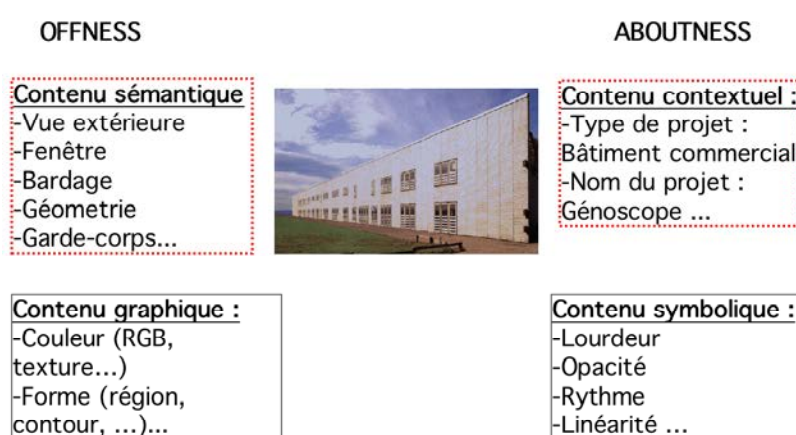 OFFNESS
Contenu sémantique
-Vue extérieure
-Fenêtre
-Bardage
-Géometrie
-Garde-corps...
Contenu graphique :
-Couleur (RGB,
texture...)
-Forme (région,
contour, ...)...
ABOUTNESS
Contenu contextuel :
-Type de projet :
Bâtiment commercial
-Nom du projet :
Génoscope ...
Contenu symbolique :
-Lourdeur
-Opacité
-Rythme
-Linéarité ...